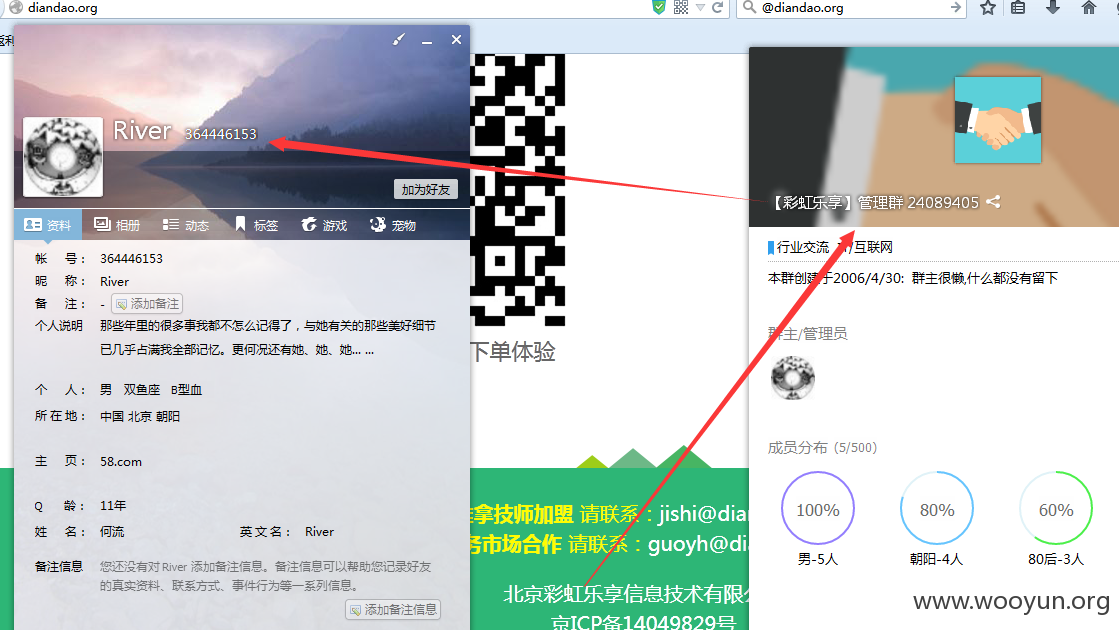 diandao.org
@diandao.org
River 364446153
加为好友
资料 相册 动态 标签 游戏 宠物
帐 号： 364446153
昵 称： River
备 注： - 添加备注
个人说明 那些年里的很多事我都不怎么记得了，与她有关的那些美好细节
已几乎占满我全部记忆。更何况还有她、她、她... ...
个 人： 男 双鱼座 B型血
所在地： 中国 北京 朝阳
主 页： 58.com
Q 龄： 11年
姓 名： 何流 英文名： River
备注信息 您还没有对 River 添加备注信息。备注信息可以帮助您记录好友
的真实资料、联系方式、事件行为等一系列信息。
添加备注信息
下单体验
拿技师加盟 请联系：jishi@dian
务市场合作 请联系：guoyh@di
北京彩虹乐享信息技术有限
京ICP备14049829号
【彩虹乐享】管理群 24089405
行业交流 /互联网
本群创建于2006/4/30: 群主很懒,什么都没有留下
群主/管理员
成员分布 (5/500)
100% 80% 60%
男-5人 朝阳-4人 80后-3人
www.wooyun.org